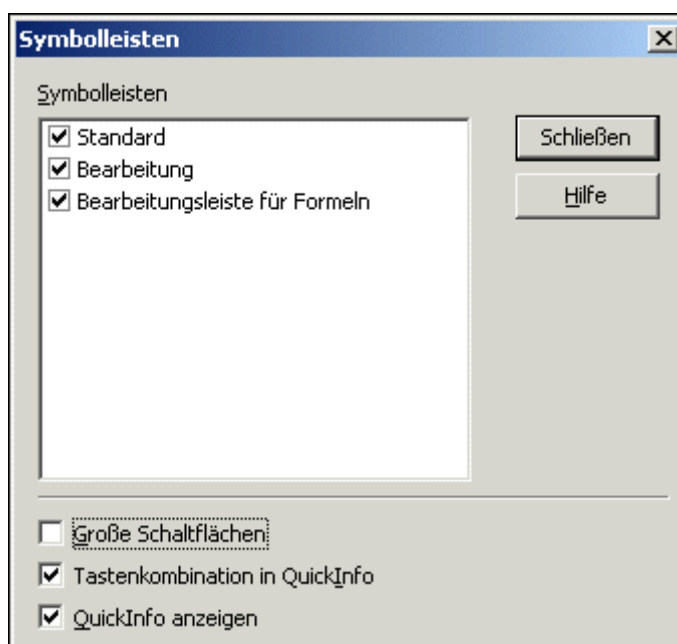 Symbolleisten
Symbolleisten
Standard
Bearbeitung
Bearbeitungsleiste für Formeln
Schließen
Hilfe
Große Schaltflächen
Tastenkombination in QuickInfo
QuickInfo anzeigen